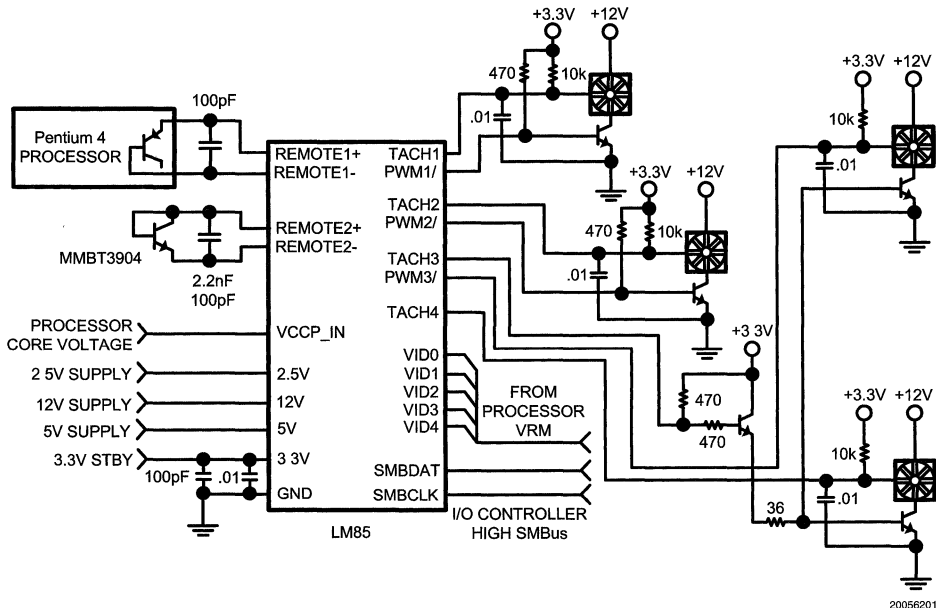 +3.3V
+12V
470
10k
.01
+3.3V
+12V
10k
.01
100pF
Pentium 4
PROCESSOR
REMOTE1+
REMOTE1-
TACH1
PWM1/
+3.3V
+12V
470
10k
.01
MMBT3904
2.2nF
100pF
REMOTE2+
REMOTE2-
TACH2
PWM2/
TACH3
PWM3/
TACH4
PROCESSOR
CORE VOLTAGE
VCCP_IN
2 5V SUPPLY
2.5V
12V SUPPLY
12V
5V SUPPLY
5V
3.3V STBY
3 3V
100pF
.01
GND
VID0
VID1
VID2
VID3
VID4
FROM
PROCESSOR
VRM
SMBDAT
SMBCLK
I/O CONTROLLER
HIGH SMBus
LM85
+3 3V
470
470
36
+3.3V
+12V
10k
.01
20056201